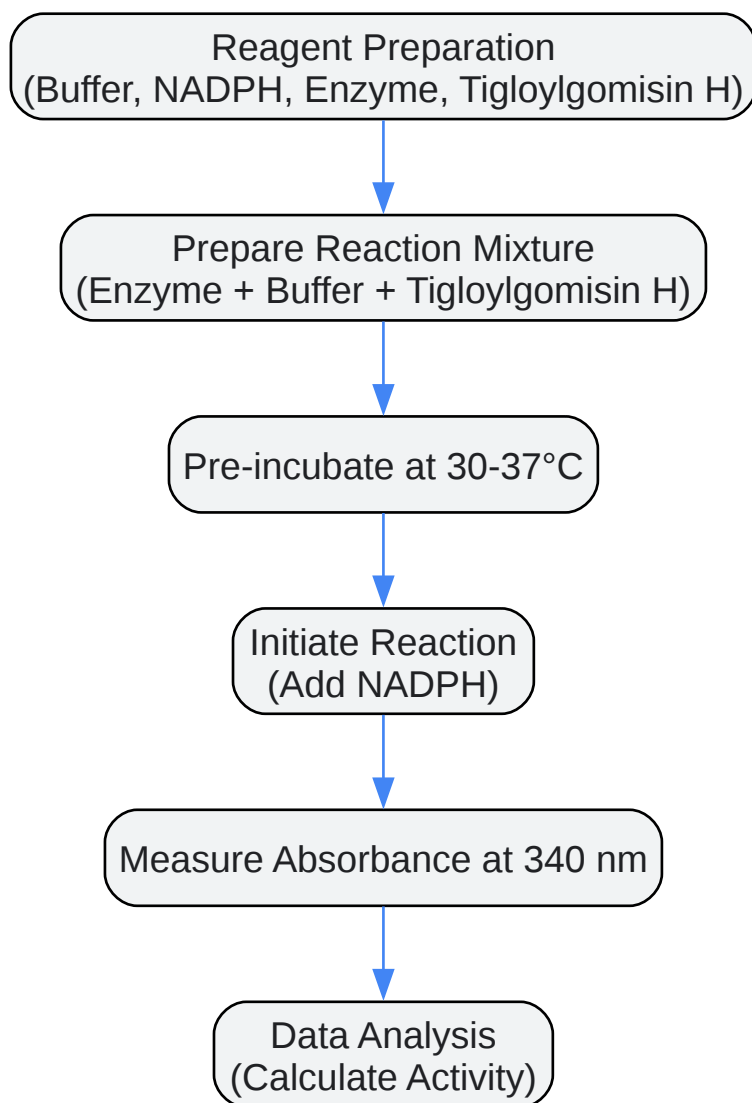 Reagent Preparation
(Buffer, NADPH, Enzyme, Tigloylgomisin H)
Prepare Reaction Mixture
(Enzyme + Buffer + Tigloylgomisin H)
Pre-incubate at 30-37°C
Initiate Reaction
(Add NADPH)
Measure Absorbance at 340 nm
Data Analysis
(Calculate Activity)